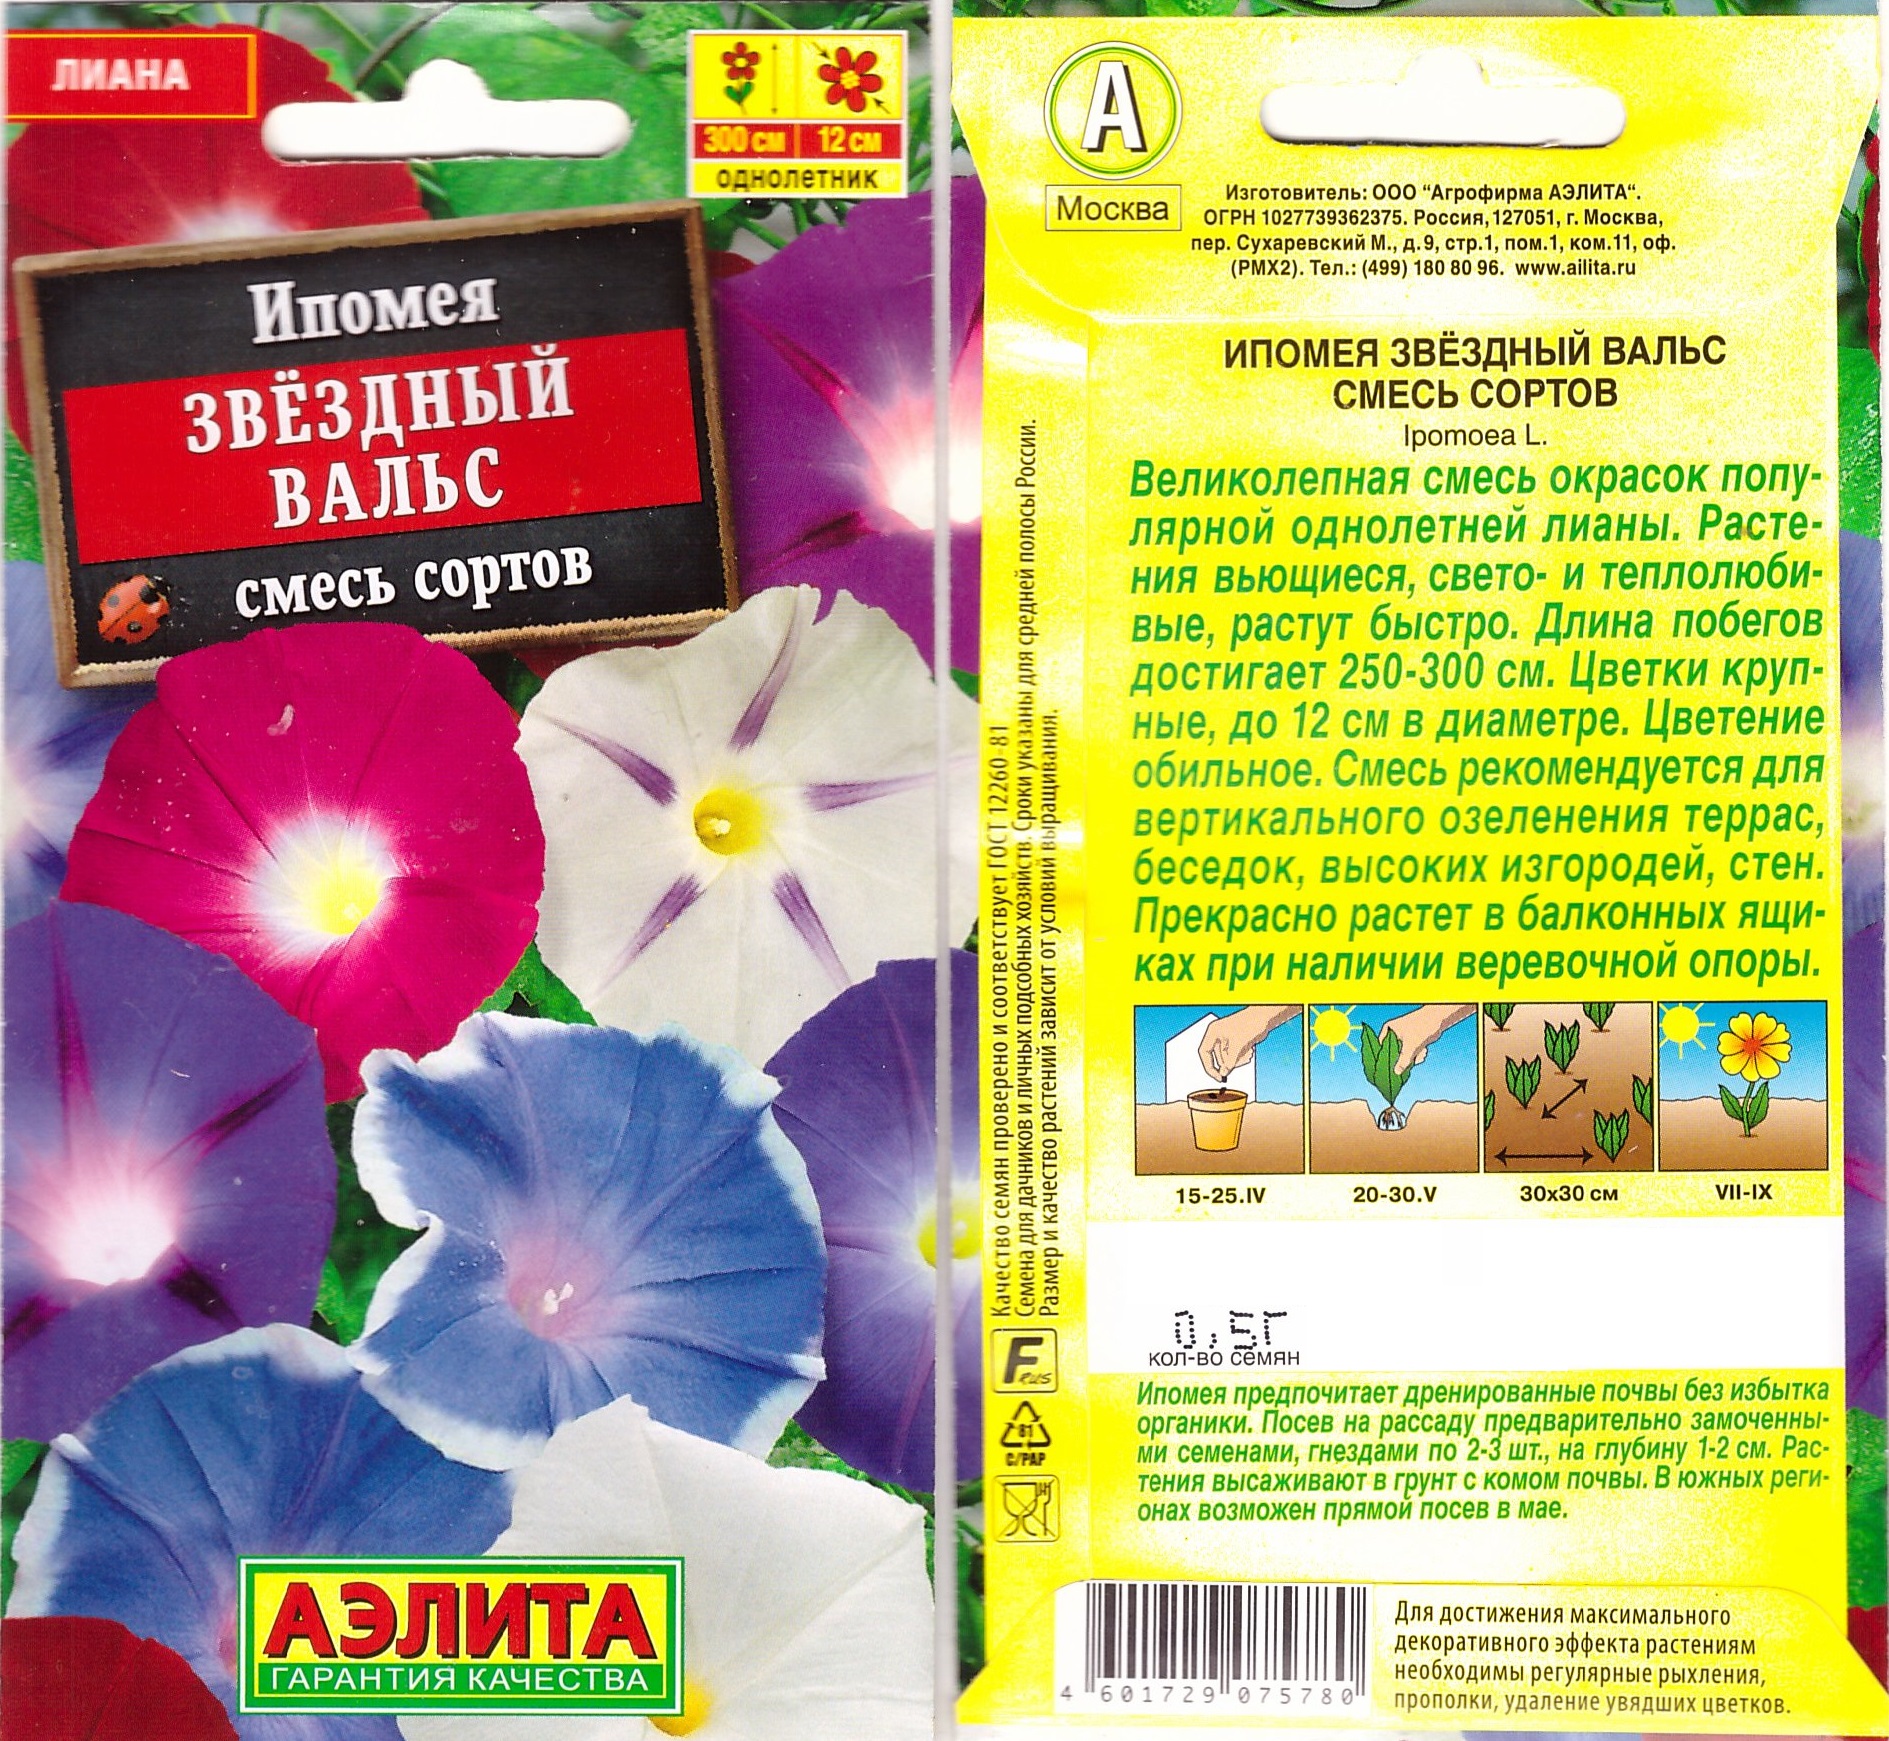 ЛИАНА
300 см 12 см
однолетник
Ипомея
ЗВЁЗДНЫЙ
ВАЛЬС
смесь сортов
АЭЛИТА
ГАРАНТИЯ КАЧЕСТВА
А
Москва
Изготовитель: ООО "Агрофирма АЭЛИТА".
ОГРН 1027739362375. Россия, 127051, г. Москва,
пер. Сухаревский М., д. 9, стр.1, пом.1, ком.11, оф.
(РМХ2). Тел.: (499) 180 80 96. www.ailita.ru
ИПОМЕЯ ЗВЁЗДНЫЙ ВАЛЬС
СМЕСЬ СОРТОВ
Ipomoea L.
Великолепная смесь окрасок попу-
лярной однолетней лианы. Расте-
ния вьющиеся, свето- и теплолюби-
вые, растут быстро. Длина побегов
достигает 250-300 см. Цветки круп-
ные, до 12 см в диаметре. Цветение
обильное. Смесь рекомендуется для
вертикального озеленения террас,
беседок, высоких изгородей, стен.
Прекрасно растет в балконных ящи-
ках при наличии веревочной опоры.
15-25.IV 20-30.V 30х30 см VII-IX
0,5Г
кол-во семян
Ипомея предпочитает дренированные почвы без избытка
органики. Посев на рассаду предварительно замоченны-
ми семенами, гнездами по 2-3 шт., на глубину 1-2 см. Рас-
тения высаживают в грунт с комом почвы. В южных реги-
онах возможен прямой посев в мае.
Качество семян проверено и соответствует ГОСТ 12260-81
Семена для дачников и личных подсобных хозяйств. Сроки указаны для средней полосы России.
Размер и качество растений зависит от условий выращивания.
F RUS
81
C/PAP
4 601729 075780
Для достижения максимального
декоративного эффекта растениям
необходимы регулярные рыхления,
прополки, удаление увядших цветков.